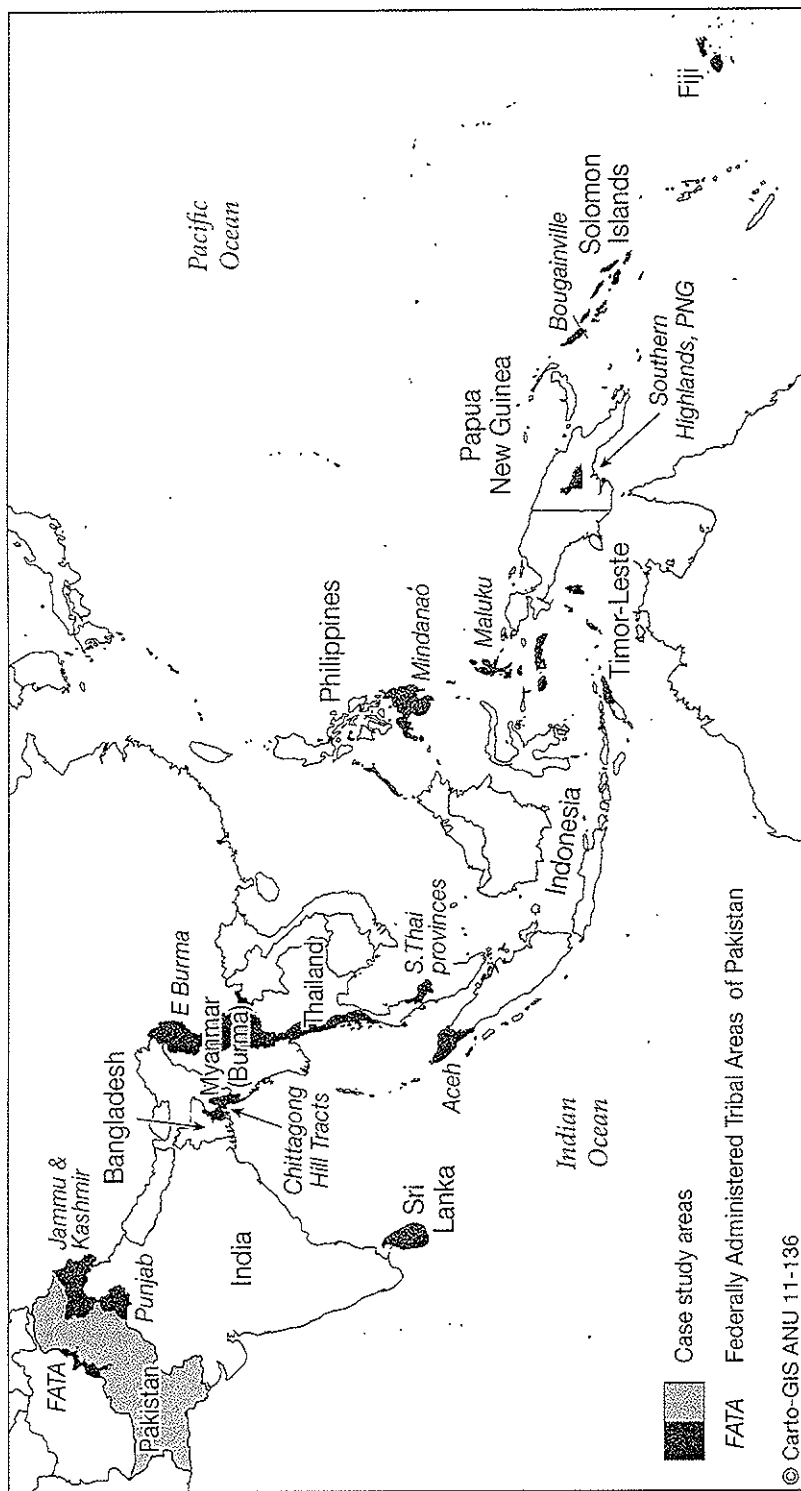 Pacific
Ocean
Fiji
Solomon
Islands
Bougainville
Papua
New Guinea
Southern
Highlands, PNG
Philippines
Mindanao
Maluku
Timor-Leste
Indonesia
E Burma
Myanmar
(Burma)
Thailand
S.Thai
provinces
Aceh
Bangladesh
Chittagong
Hill Tracts
Jammu &
Kashmir
Punjab
India
Sri
Lanka
FATA
Pakistan
Indian
Ocean
Case study areas
FATA Federally Administered Tribal Areas of Pakistan
© Carto-GIS ANU 11-136